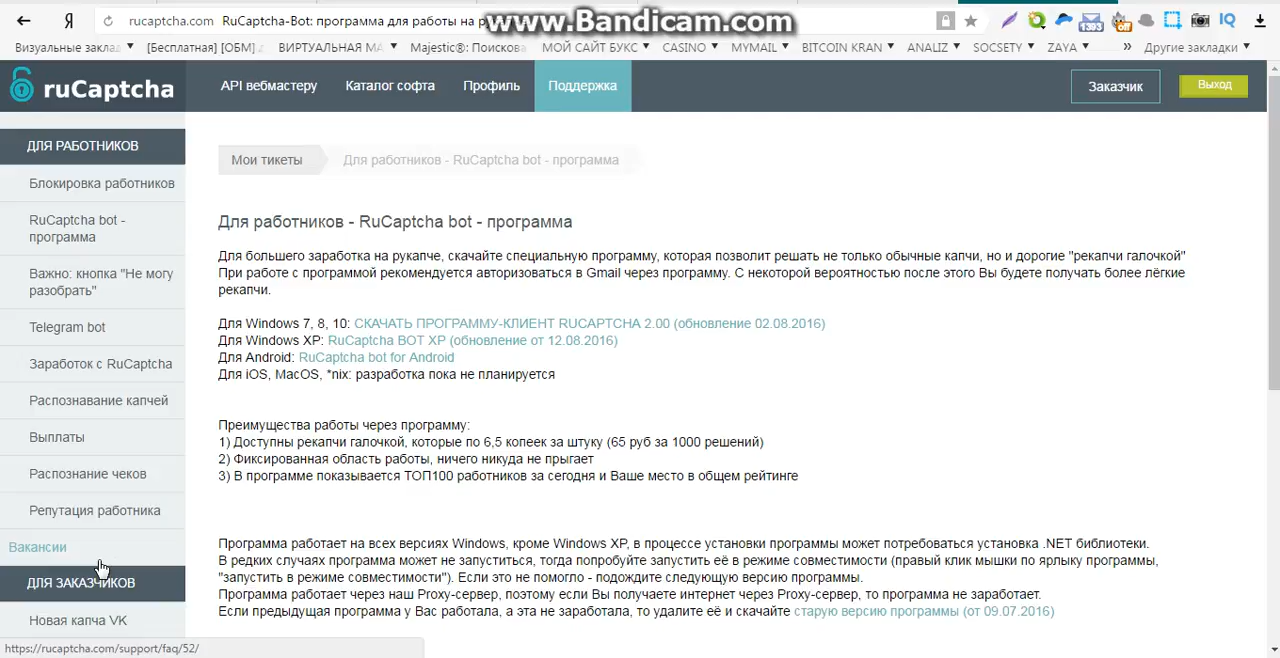 rucaptcha.com RuCaptcha-Bot: программа для работы на
www.Bandicam.com
1393
off
IQ
Визуальные заклад
[Бесплатная] [ОБМ]
ВИРТУАЛЬНАЯ МА
Majestic®: Поискова
МОЙ САЙТ БУКС
CASINO
MYMAIL
BITCOIN KRAN
ANALIZ
SOCSETY
ZAYA
»
Другие закладки
ruCaptcha
API вебмастеру
Каталог софта
Профиль
Поддержка
Заказчик
Выход
ДЛЯ РАБОТНИКОВ
Блокировка работников
RuCaptcha bot -
программа
Важно: кнопка "Не могу
разобрать"
Telegram bot
Заработок с RuCaptcha
Распознавание капчей
Выплаты
Распознание чеков
Репутация работника
Вакансии
ДЛЯ ЗАКАЗЧИКОВ
Новая капча VK
Мои тикеты
Для работников - RuCaptcha bot - программа
Для работников - RuCaptcha bot - программа
Для большего заработка на рукапче, скачайте специальную программу, которая позволит решать не только обычные капчи, но и дорогие "рекапчи галочкой"
При работе с программой рекомендуется авторизоваться в Gmail через программу. С некоторой вероятностью после этого Вы будете получать более лёгкие
рекапчи.
Для Windows 7, 8, 10: СКАЧАТЬ ПРОГРАММУ-КЛИЕНТ RUCAPTCHA 2.00 (обновление 02.08.2016)
Для Windows XP: RuCaptcha BOT XP (обновление от 12.08.2016)
Для Android: RuCaptcha bot for Android
Для iOS, MacOS, *nix: разработка пока не планируется
Преимущества работы через программу:
1) Доступны рекапчи галочкой, которые по 6,5 копеек за штуку (65 руб за 1000 решений)
2) Фиксированная область работы, ничего никуда не прыгает
3) В программе показывается ТОП100 работников за сегодня и Ваше место в общем рейтинге
Программа работает на всех версиях Windows, кроме Windows XP, в процессе установки программы может потребоваться установка .NET библиотеки.
В редких случаях программа может не запуститься, тогда попробуйте запустить её в режиме совместимости (правый клик мышки по ярлыку программы,
"запустить в режиме совместимости"). Если это не помогло - подождите следующую версию программы.
Программа работает через наш Proxy-сервер, поэтому если Вы получаете интернет через Proxy-сервер, то программа не заработает.
Если предыдущая программа у Вас работала, а эта не заработала, то удалите её и скачайте старую версию программы (от 09.07.2016)
https://rucaptcha.com/support/faq/52/